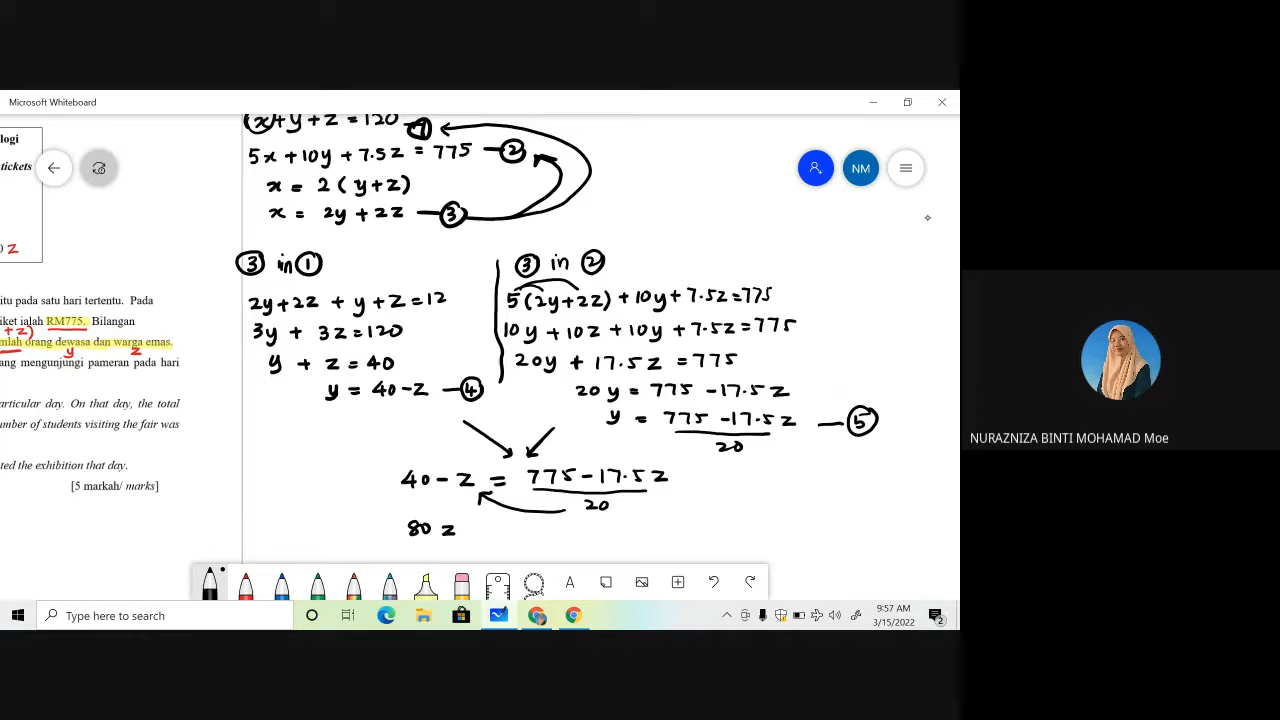 Microsoft Whiteboard
logi
tickets
Z
itu pada satu hari tertentu. Pada
iket ialah RM775. Bilangan
+ z)
mlah orang dewasa dan warga emas.
y z
ang mengunjungi pameran pada hari
articular day. On that day, the total
umber of students visiting the fair was
ted the exhibition that day.
[5 markah/ marks]
(x)+y+z = 120 — 1
5x + 10y + 7.5z = 775 — 2
x = 2 ( y+z)
x = 2y + 2z — 3
3 in 1
2y+2z + y+z = 12
3y + 3z = 120
y + z = 40
y = 40 - z — 4
3 in 2
5(2y+2z) + 10y + 7.5z = 775
10y + 10z + 10y + 7.5z = 775
20y + 17.5z = 775
20y = 775 - 17.5z
y = 775 - 17.5z — 5
20
40 - z = 775 - 17.5z
20
80 z
NM
NURAZNIZA BINTI MOHAMAD Moe
A
Type here to search
9:57 AM
3/15/2022
2